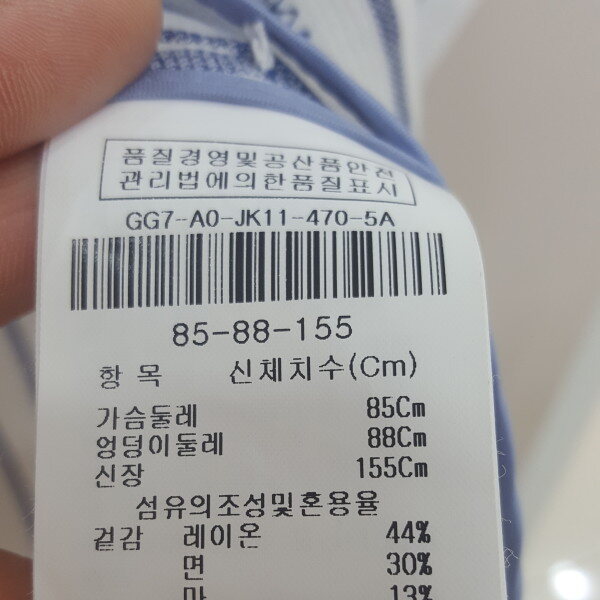 품질경영및공산품안전
관리법에의한품질표시
GG7-A0-JK11-470-5A
85-88-155
항 목 신체치수(Cm)
가슴둘레 85Cm
엉덩이둘레 88Cm
신장 155Cm
섬유의조성및혼용율
겉감 레이온 44%
면 30%
마 13%